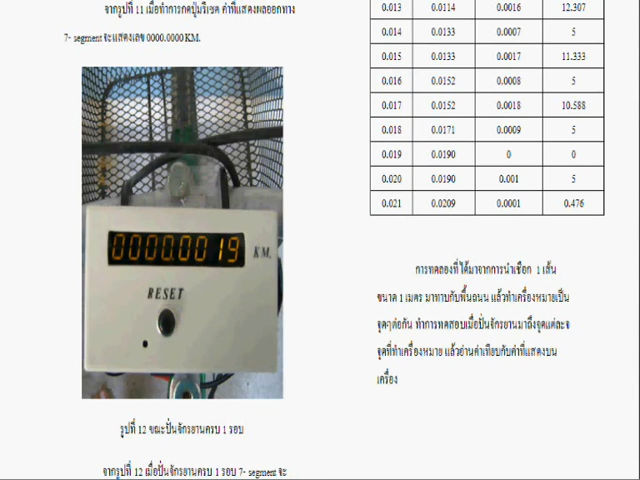 จากรูปที่ 11 เมื่อทำการกดปุ่มรีเซต ค่าที่แสดงผลออกทาง
7- segment จะแสดงเลข 0000.0000 KM.
0000.0019 KM.
RESET
รูปที่ 12 ขณะปั่นจักรยานครบ 1 รอบ
จากรูปที่ 12 เมื่อปั่นจักรยานครบ 1 รอบ 7- segment จะ
0.013 0.0114 0.0016 12.307
0.014 0.0133 0.0007 5
0.015 0.0133 0.0017 11.333
0.016 0.0152 0.0008 5
0.017 0.0152 0.0018 10.588
0.018 0.0171 0.0009 5
0.019 0.0190 0 0
0.020 0.0190 0.001 5
0.021 0.0209 0.0001 0.476
การทดลองที่ได้มาจากการนำเชือก 1 เส้น
ขนาด 1 เมตร มาทาบกับพื้นถนน แล้วทำเครื่องหมายเป็น
จุดๆต่อกัน ทำการทดสอบเมื่อปั่นจักรยานมาถึงจุดแต่ละจ
จุดที่ทำเครื่องหมาย แล้วอ่านค่าเทียบกับค่าที่แสดงบน
เครื่อง